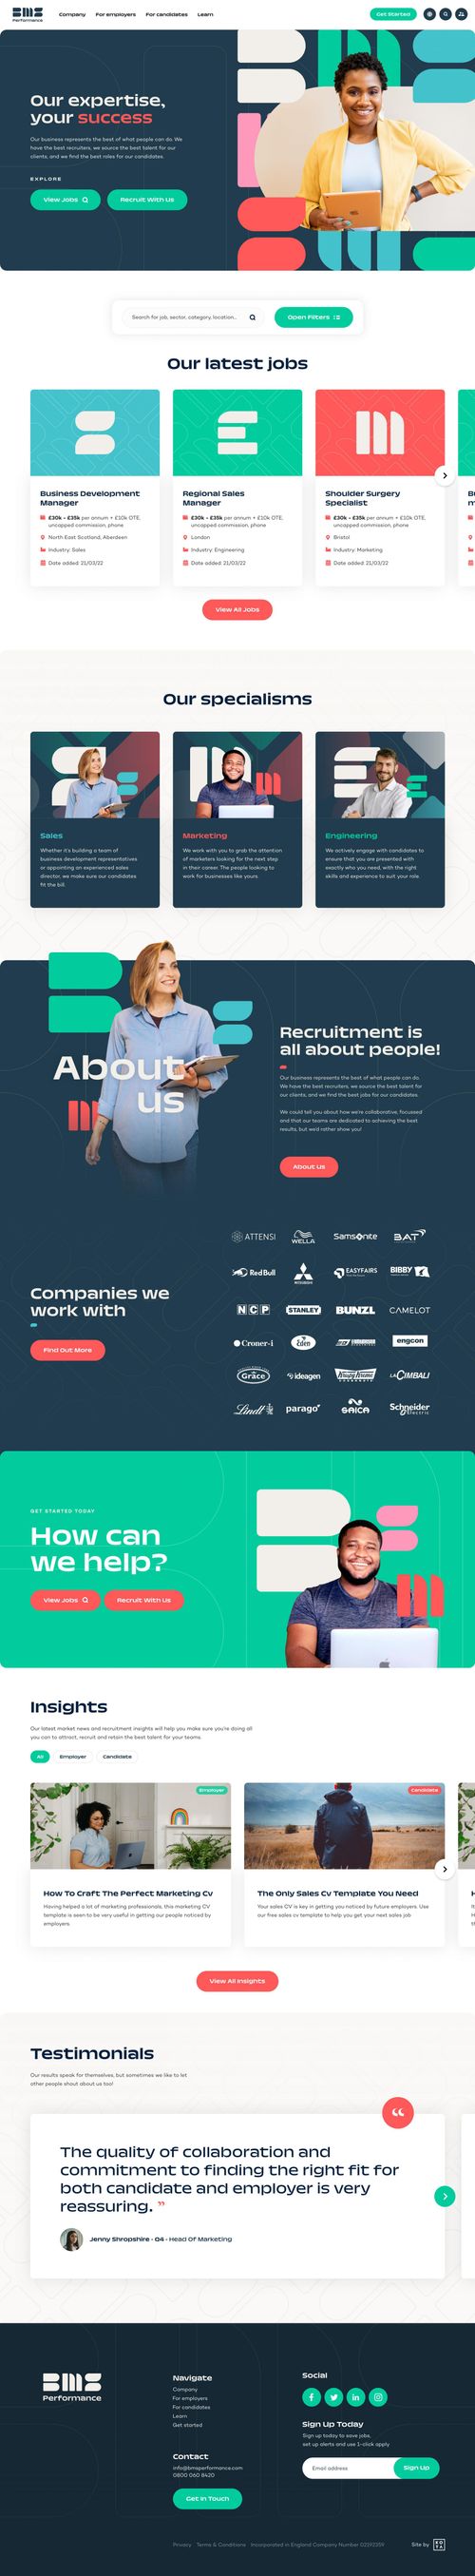 BMS
Performance
Company For employers For candidates Learn
Get Started
Our expertise,
your success
Our business represents the best of what people can do. We
have the best recruiters, we source the best talent for our
clients, and we find the best roles for our candidates.
EXPLORE
View Jobs Recruit With Us
Search for job, sector, category, location...
Open Filters
Our latest jobs
Business Development
Manager
£30k - £35k per annum + £10k OTE,
uncapped commission, phone
North East Scotland, Aberdeen
Industry: Sales
Date added: 21/03/22
Regional Sales
Manager
£30k - £35k per annum + £10k OTE,
uncapped commission, phone
London
Industry: Engineering
Date added: 21/03/22
Shoulder Surgery
Specialist
£30k - £35k per annum + £10k OTE,
uncapped commission, phone
Bristol
Industry: Marketing
Date added: 21/03/22
View All Jobs
Our specialisms
Sales
Whether it's building a team of
business development representatives
or appointing an experienced sales
director, we make sure our candidates
fit the bill.
Marketing
We work with you to grab the attention
of marketers looking for the next step
in their career. The people looking to
work for businesses like yours.
Engineering
We actively engage with candidates to
ensure that you are presented with
exactly who you need, with the right
skills and experience to suit your role.
About
us
Recruitment is
all about people!
Our business represents the best of what people can do.
We have the best recruiters, we source the best talent for
our clients, and we find the best jobs for our candidates.
We could tell you about how we're collaborative, focussed
and that our teams are dedicated to achieving the best
results, but we'd rather show you!
About Us
Companies we
work with
Find Out More
ATTENSI WELLA Samsonite BAT
Red Bull MITSUBISHI EASYFAIRS BIBBY
NCP STANLEY BUNZL CAMELOT
Croner-i Eden engcon
Grace ideagen Krispy Kreme LA CIMBALI
Lindt parago SAICA Schneider
Electric
GET STARTED TODAY
How can
we help?
View Jobs Recruit With Us
Insights
Our latest market news and recruitment insights will help you make sure you're doing all
you can to attract, recruit and retain the best talent for your teams.
All Employer Candidate
Employer
How To Craft The Perfect Marketing Cv
Having helped a lot of marketing professionals, this marketing CV
template is seen to be very useful in getting our people noticed by
employers.
Candidate
The Only Sales Cv Template You Need
Your sales CV is key in getting you noticed by future employers. Use
our free sales cv template to help you get your next sales job
View All Insights
Testimonials
Our results speak for themselves, but sometimes we like to let
other people shout about us too!
“
The quality of collaboration and
commitment to finding the right fit for
both candidate and employer is very
reassuring. ”
Jenny Shropshire - O4 - Head Of Marketing
BMS
Performance
Navigate
Company
For employers
For candidates
Learn
Get started
Contact
info@bmsperformance.com
0800 060 8420
Get In Touch
Social
Sign Up Today
Sign up today to save jobs,
set up alerts and use 1-click apply
Email address Sign Up
Privacy Terms & Conditions Incorporated in England Company Number 02392359
Site by